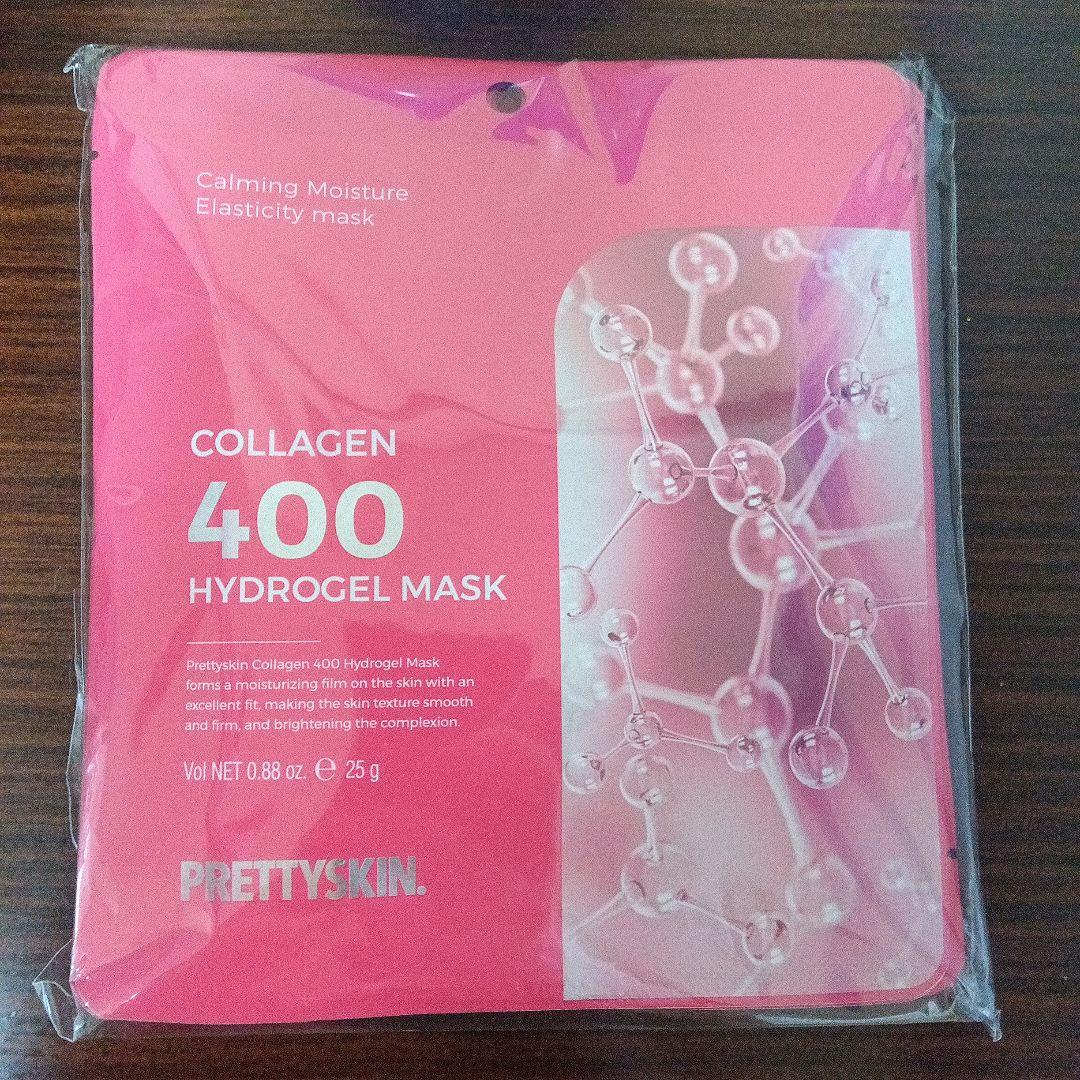 Calming Moisture
Elasticity mask
COLLAGEN
400
HYDROGEL MASK
Prettyskin Collagen 400 Hydrogel Mask
forms a moisturizing film on the skin with an
excellent fit, making the skin texture smooth
and firm, and brightening the complexion.
Vol NET 0.88 oz. ℮ 25 g
PRETTYSKIN.